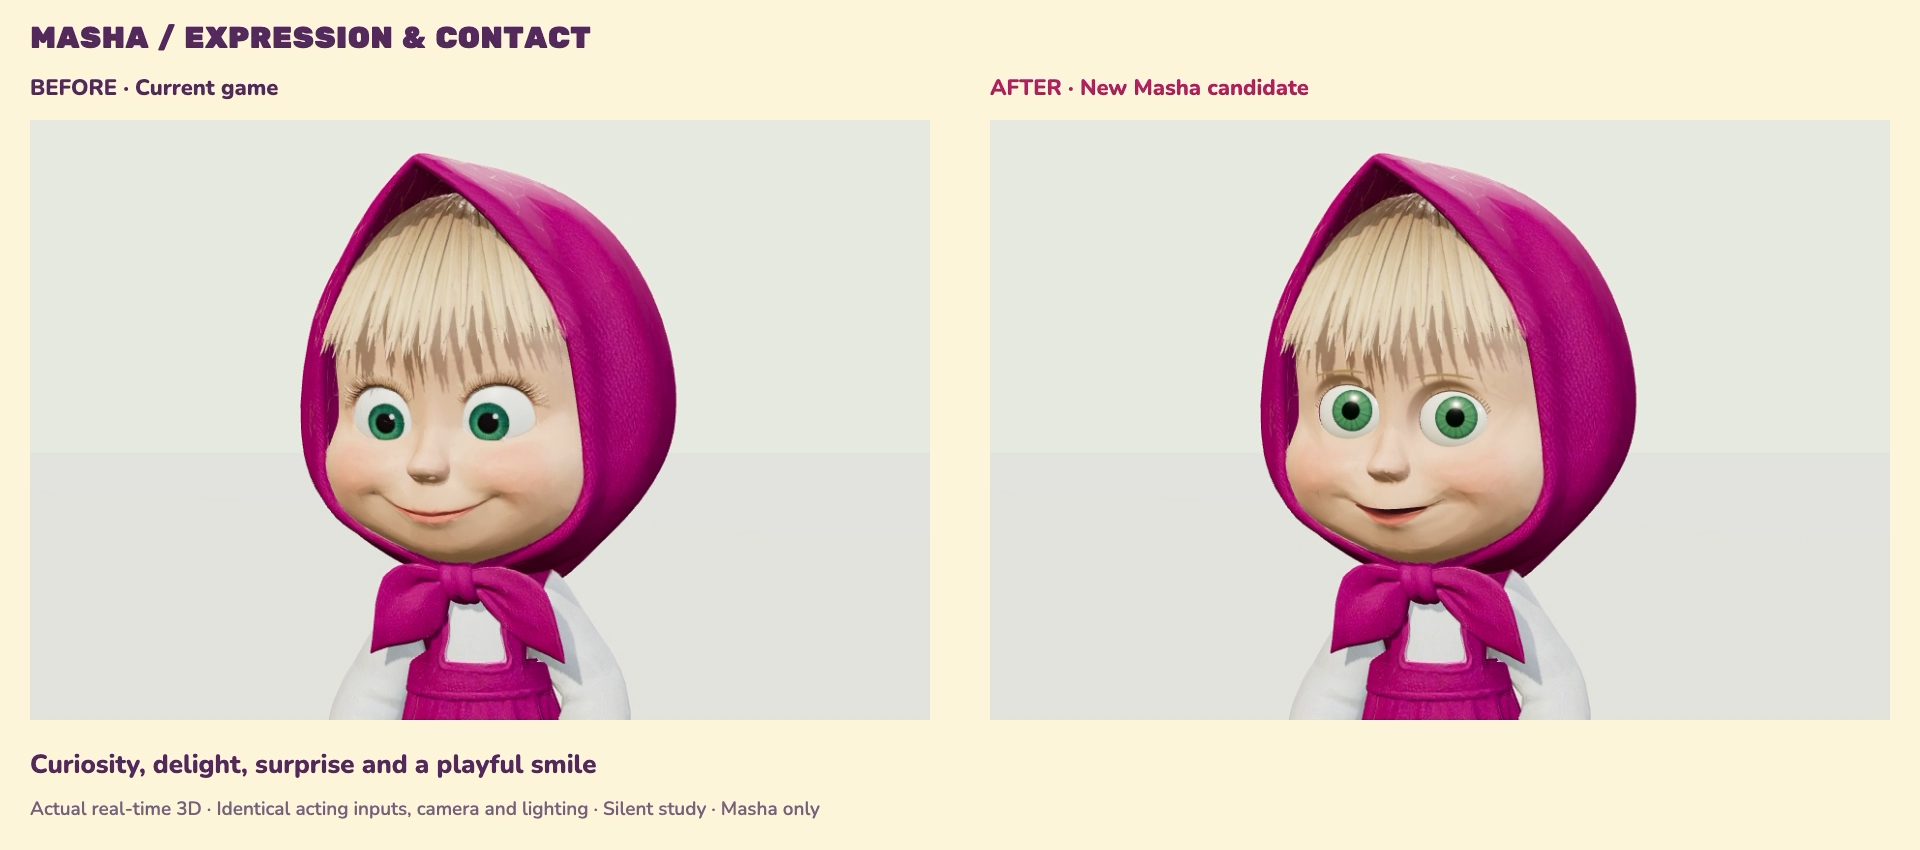 MASHA / EXPRESSION & CONTACT
BEFORE · Current game
AFTER · New Masha candidate
Curiosity, delight, surprise and a playful smile
Actual real-time 3D · Identical acting inputs, camera and lighting · Silent study · Masha only